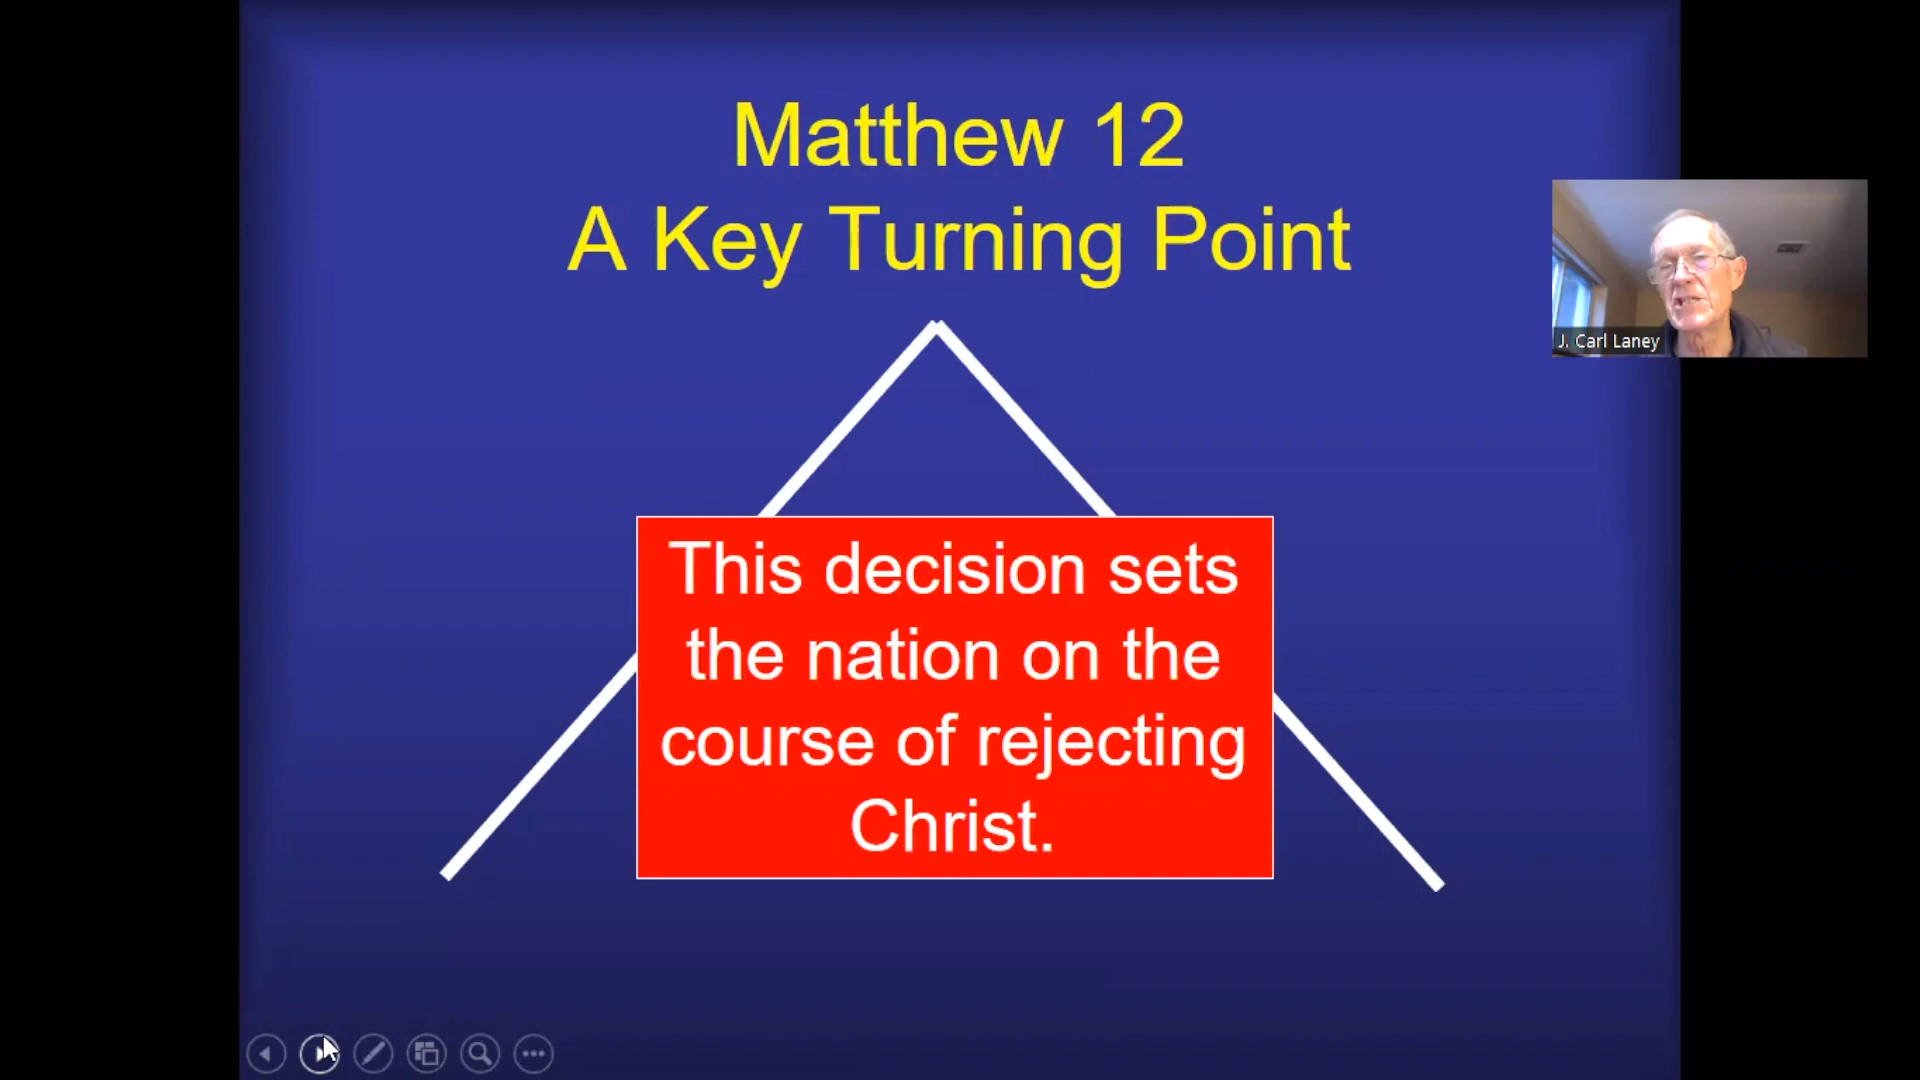 Matthew 12
A Key Turning Point
J. Carl Laney
This decision sets
the nation on the
course of rejecting
Christ.